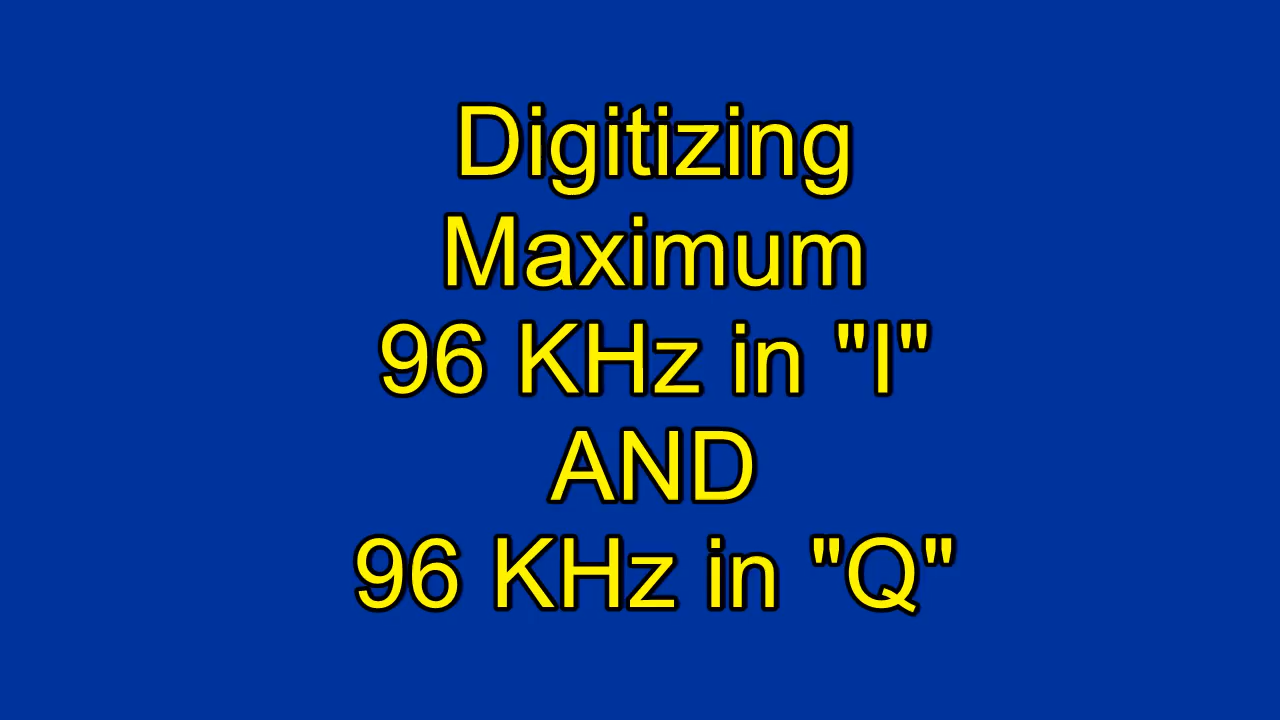 Digitizing
Maximum
96 KHz in "I"
AND
96 KHz in "Q"